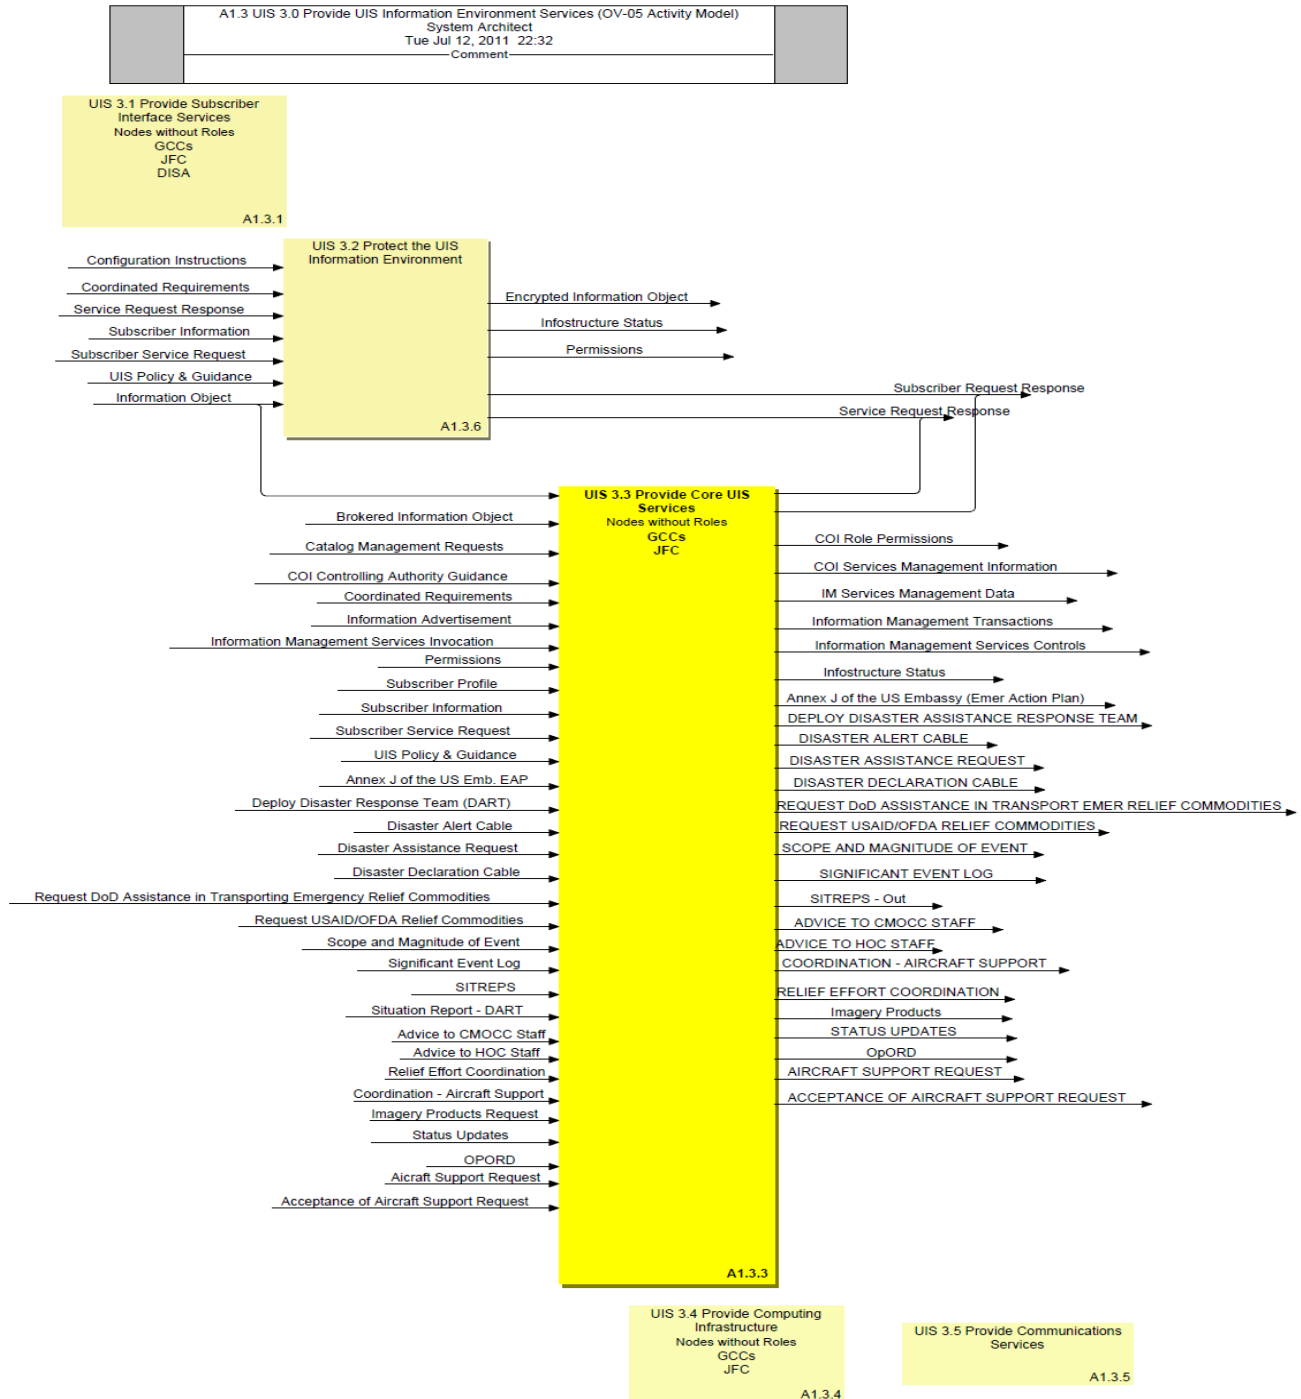 A1.3 UIS 3.0 Provide UIS Information Environment Services (OV-05 Activity Model)
System Architect
Tue Jul 12, 2011 22:32
Comment
UIS 3.1 Provide Subscriber
Interface Services
Nodes without Roles
GCCs
JFC
DISA
A1.3.1
UIS 3.2 Protect the UIS
Information Environment
A1.3.6
Configuration Instructions
Coordinated Requirements
Service Request Response
Subscriber Information
Subscriber Service Request
UIS Policy & Guidance
Information Object
Encrypted Information Object
Infostructure Status
Permissions
Subscriber Request Response
Service Request Response
UIS 3.3 Provide Core UIS
Services
Nodes without Roles
GCCs
JFC
A1.3.3
Brokered Information Object
Catalog Management Requests
COI Controlling Authority Guidance
Coordinated Requirements
Information Advertisement
Information Management Services Invocation
Permissions
Subscriber Profile
Subscriber Information
Subscriber Service Request
UIS Policy & Guidance
Annex J of the US Emb. EAP
Deploy Disaster Response Team (DART)
Disaster Alert Cable
Disaster Assistance Request
Disaster Declaration Cable
Request DoD Assistance in Transporting Emergency Relief Commodities
Request USAID/OFDA Relief Commodities
Scope and Magnitude of Event
Significant Event Log
SITREPS
Situation Report - DART
Advice to CMOCC Staff
Advice to HOC Staff
Relief Effort Coordination
Coordination - Aircraft Support
Imagery Products Request
Status Updates
OPORD
Aicraft Support Request
Acceptance of Aircraft Support Request
COI Role Permissions
COI Services Management Information
IM Services Management Data
Information Management Transactions
Information Management Services Controls
Infostructure Status
Annex J of the US Embassy (Emer Action Plan)
DEPLOY DISASTER ASSISTANCE RESPONSE TEAM
DISASTER ALERT CABLE
DISASTER ASSISTANCE REQUEST
DISASTER DECLARATION CABLE
REQUEST DoD ASSISTANCE IN TRANSPORT EMER RELIEF COMMODITIES
REQUEST USAID/OFDA RELIEF COMMODITIES
SCOPE AND MAGNITUDE OF EVENT
SIGNIFICANT EVENT LOG
SITREPS - Out
ADVICE TO CMOCC STAFF
ADVICE TO HOC STAFF
COORDINATION - AIRCRAFT SUPPORT
RELIEF EFFORT COORDINATION
Imagery Products
STATUS UPDATES
OpORD
AIRCRAFT SUPPORT REQUEST
ACCEPTANCE OF AIRCRAFT SUPPORT REQUEST
UIS 3.4 Provide Computing
Infrastructure
Nodes without Roles
GCCs
JFC
A1.3.4
UIS 3.5 Provide Communications
Services
A1.3.5